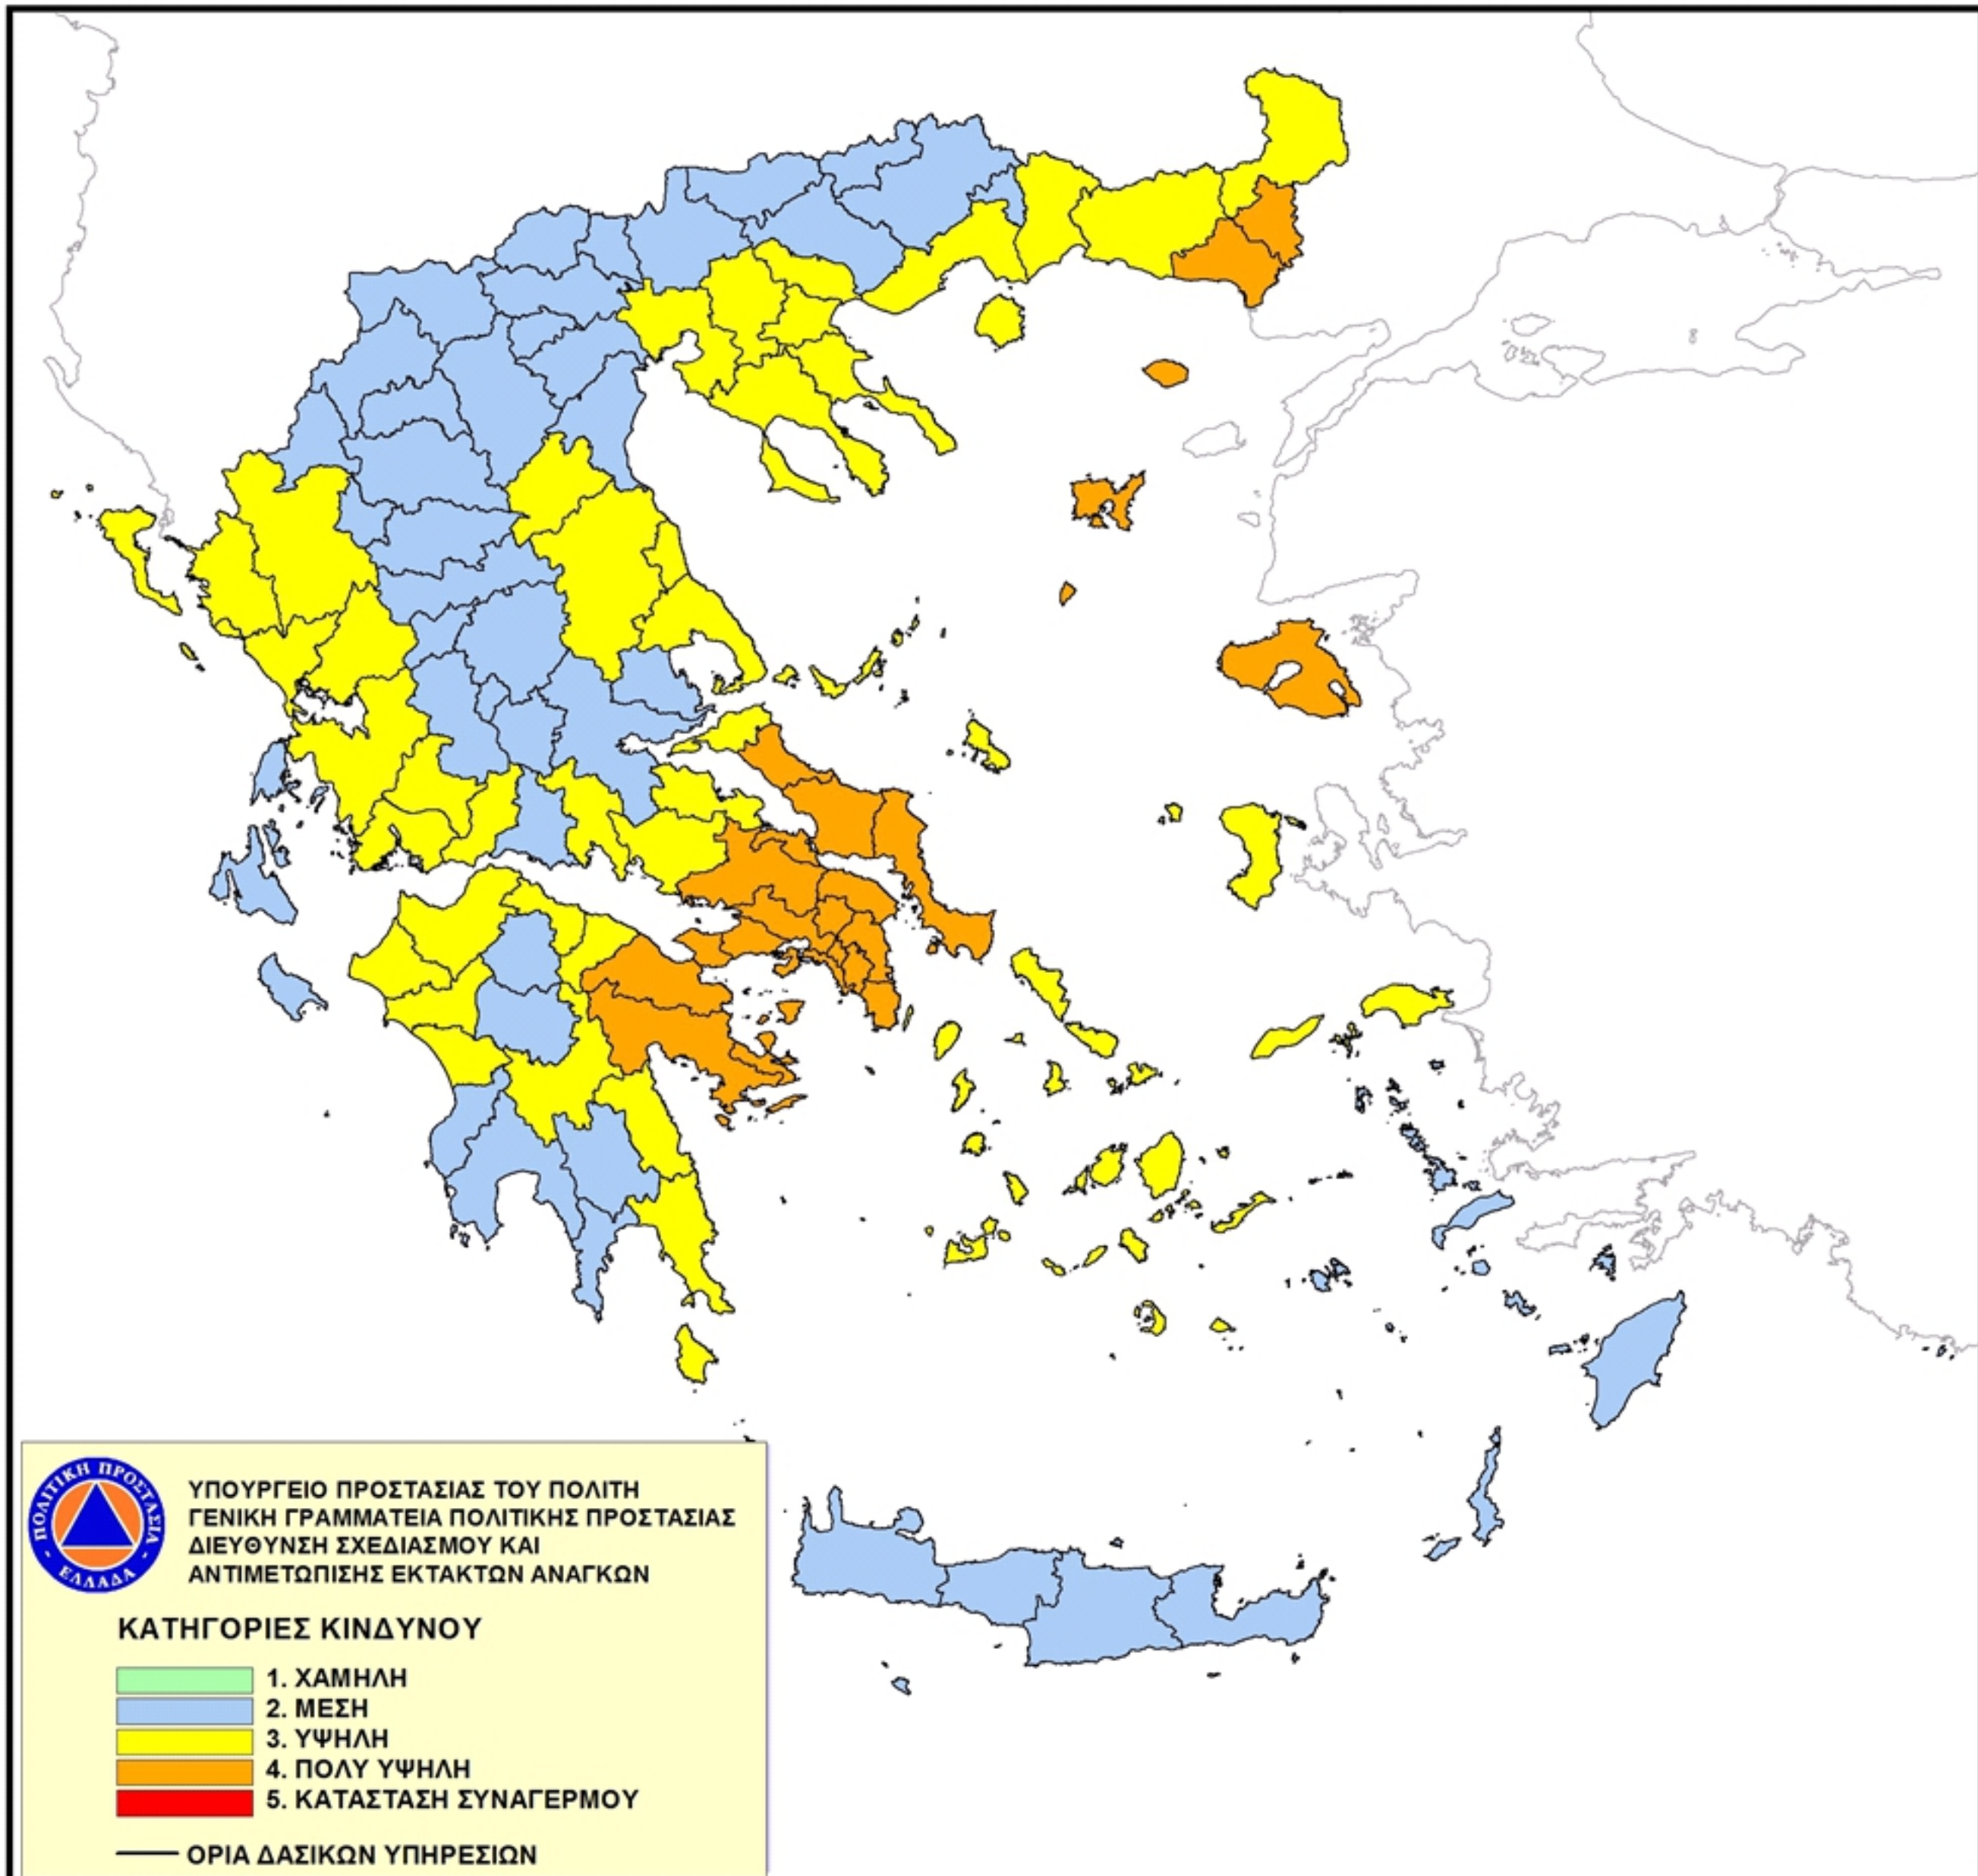 ΠΟΛΙΤΙΚΗ ΠΡΟΣΤΑΣΙΑ
ΕΛΛΑΔΑ
ΥΠΟΥΡΓΕΙΟ ΠΡΟΣΤΑΣΙΑΣ ΤΟΥ ΠΟΛΙΤΗ
ΓΕΝΙΚΗ ΓΡΑΜΜΑΤΕΙΑ ΠΟΛΙΤΙΚΗΣ ΠΡΟΣΤΑΣΙΑΣ
ΔΙΕΥΘΥΝΣΗ ΣΧΕΔΙΑΣΜΟΥ ΚΑΙ
ΑΝΤΙΜΕΤΩΠΙΣΗΣ ΕΚΤΑΚΤΩΝ ΑΝΑΓΚΩΝ
ΚΑΤΗΓΟΡΙΕΣ ΚΙΝΔΥΝΟΥ
1. ΧΑΜΗΛΗ
2. ΜΕΣΗ
3. ΥΨΗΛΗ
4. ΠΟΛΥ ΥΨΗΛΗ
5. ΚΑΤΑΣΤΑΣΗ ΣΥΝΑΓΕΡΜΟΥ
ΟΡΙΑ ΔΑΣΙΚΩΝ ΥΠΗΡΕΣΙΩΝ